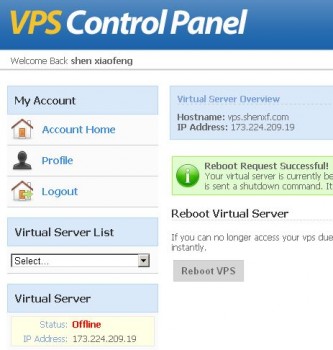 VPS Control Panel
Welcome Back shen xiaofeng
My Account
Account Home
Profile
Logout
Virtual Server List
Select...
Virtual Server
Status: Offline
IP Address: 173.224.209.19
Virtual Server Overview
Hostname: vps.shenxf.com
IP Address: 173.224.209.19
Reboot Request Successful!
Your virtual server is currently be
is sent a shutdown command. It
Reboot Virtual Server
If you can no longer access your vps due
instantly.
Reboot VPS